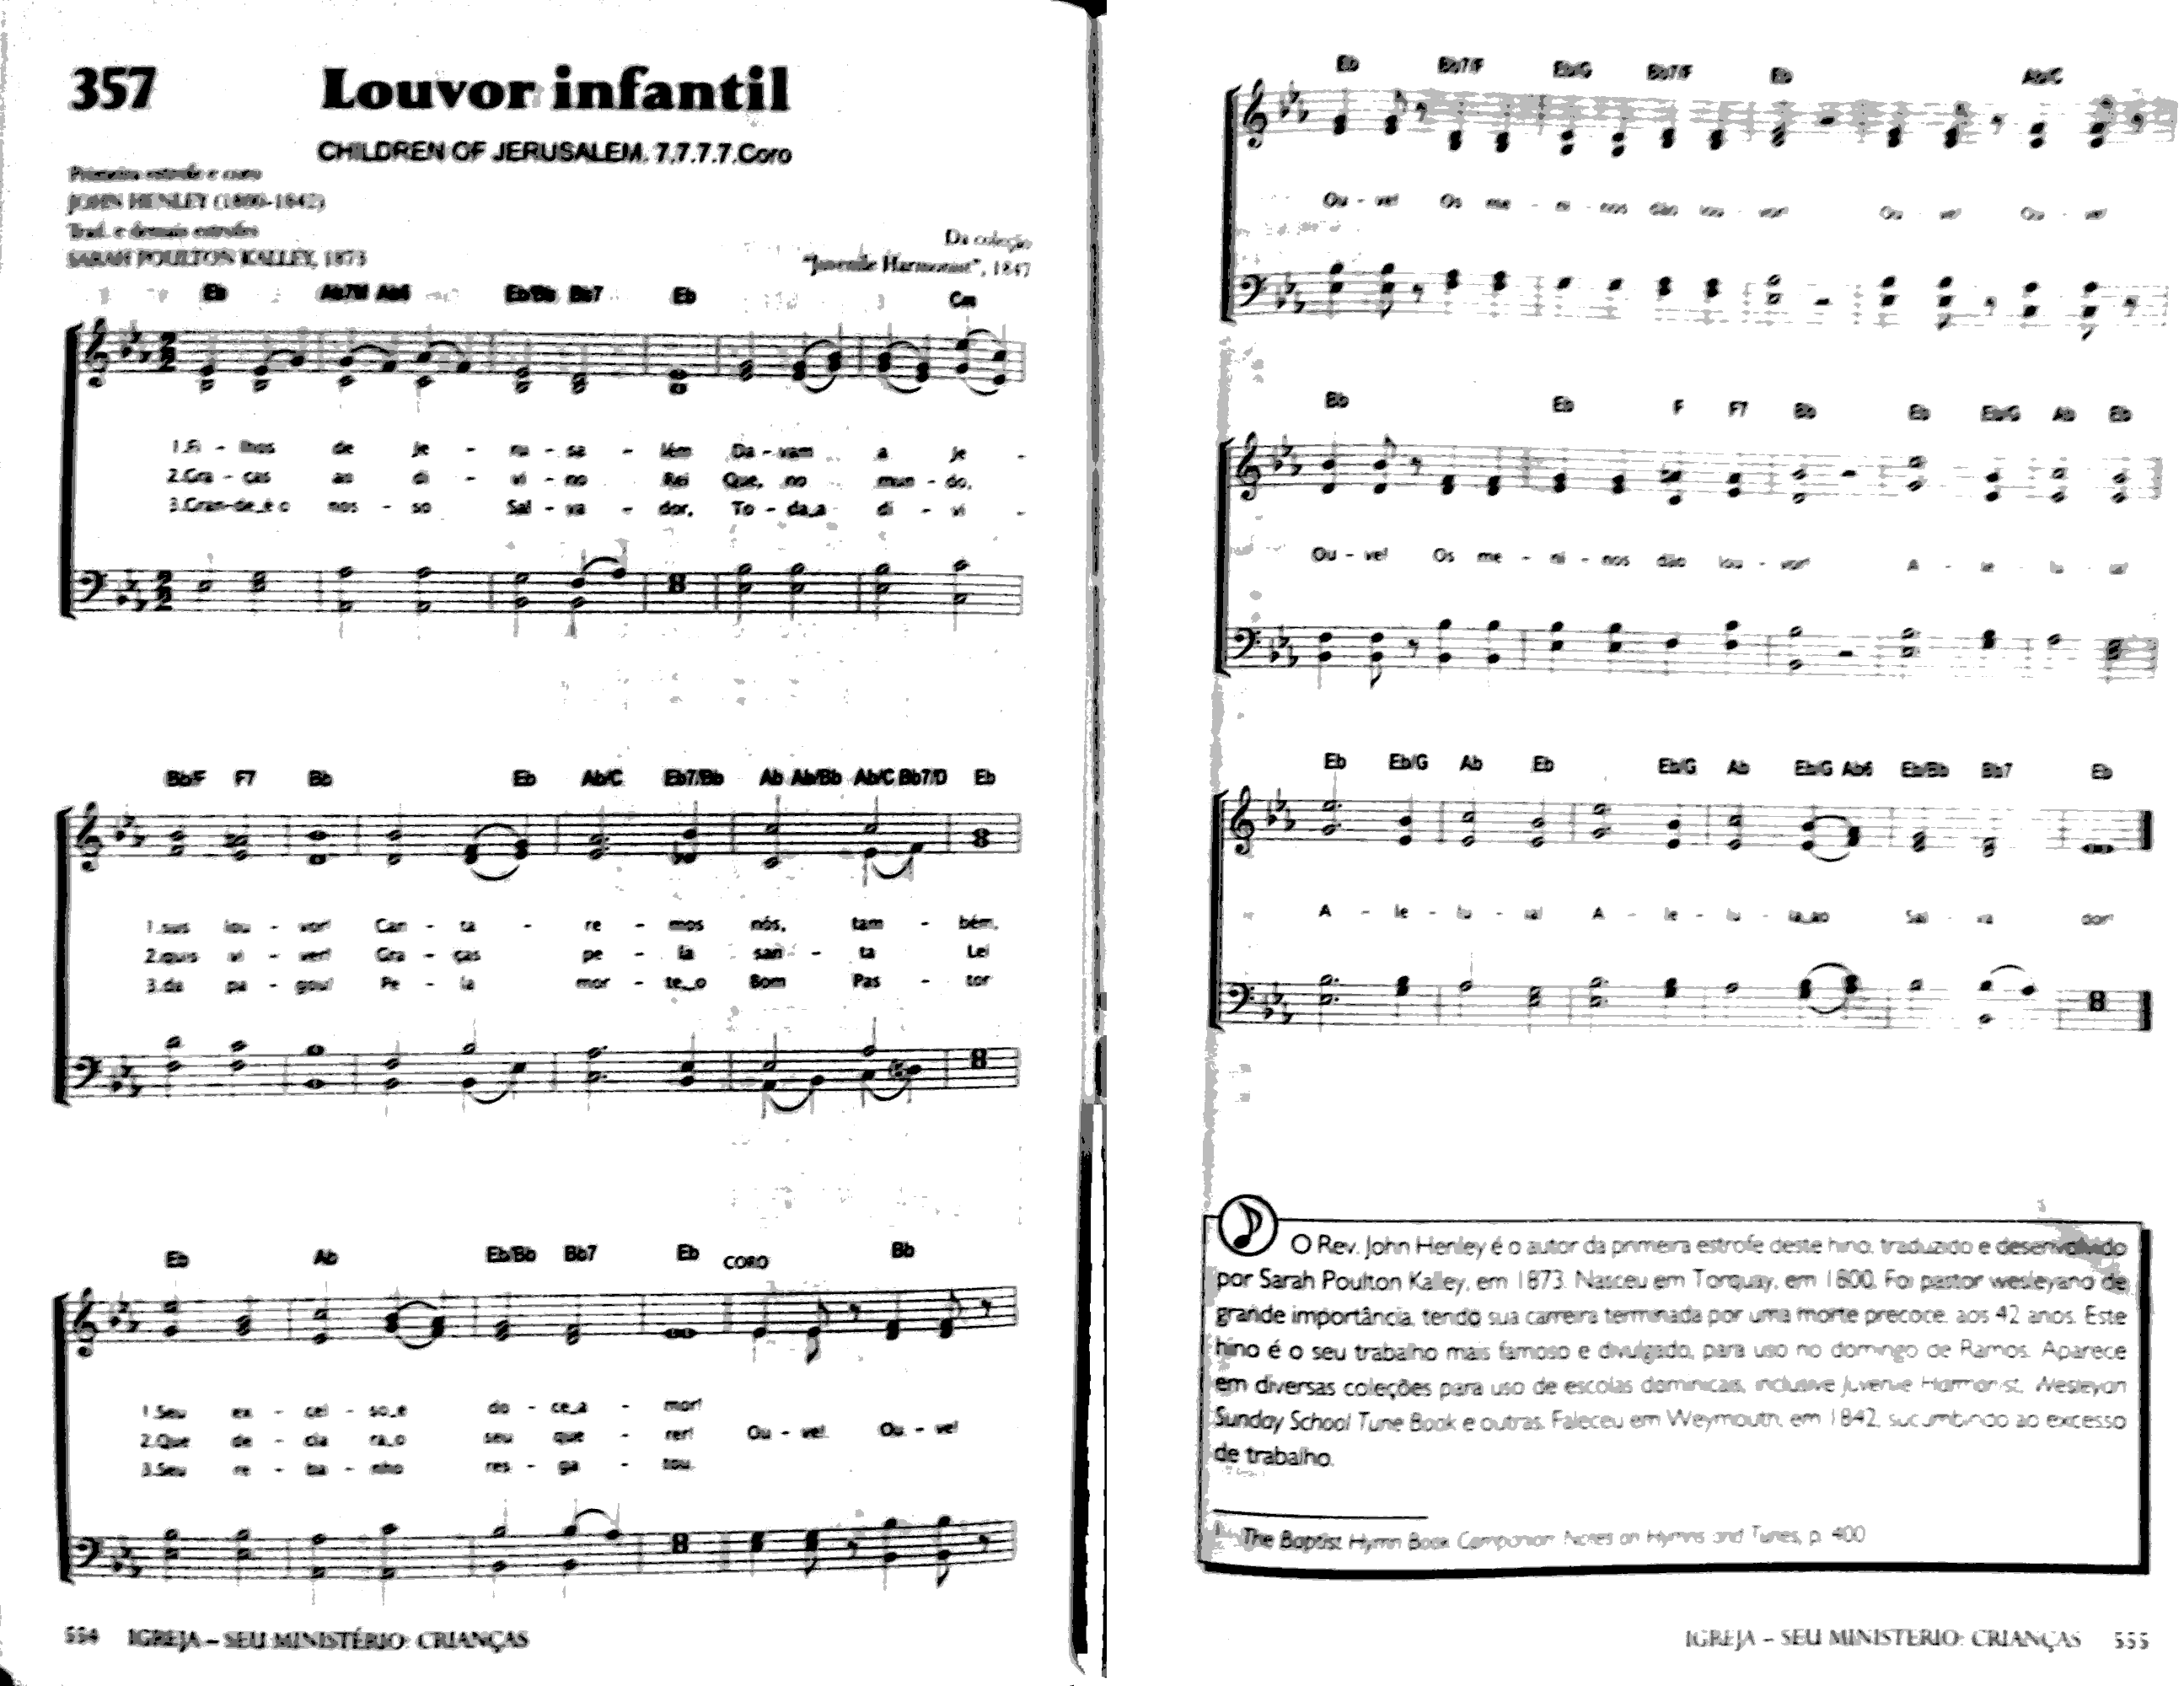 357
Louvor infantil
CHILDREN OF JERUSALEM. 7.7.7.7.Coro
Primeira estrofe e coro
JOHN HENLEY (1800-1842)
Trad. e demais estrofes
SARAH POULTON KALLEY, 1873
Da coleção
"Juvenile Harmonist", 1847
Eb Ab7M Ab6 Eb/Bb Bb7 Eb Cm
1.Fi - lhos de Je - ru - sa - lém Da - vam a Je -
2.Gra - ças ao di - vi - no Rei Que, no mun - do,
3.Gran-de_é o nos - so Sal - va - dor, To - da_a di - vi -
Bb/F F7 Bb Eb Ab/C Eb7/Bb Ab Ab/Bb Ab/C Bb7/D Eb
1.sus lou - vor! Can - ta - re - mos nós, tam - bém,
2.quis vi - ver! Gra - ças pe - la san - ta Lei
3.da pa - gou! Pe - la mor - te_o Bom Pas - tor
Eb Ab Eb/Bb Bb7 Eb CORO Bb
1.Seu ex - cel - so_e do - ce_a - mor!
2.Que de - cla - ra_o seu que - rer! Ou - ve! Ou - ve!
3.Seu re - ba - nho res - ga - tou.
554 IGREJA – SEU MINISTÉRIO: CRIANÇAS
Eb Bb7/F Eb/G Bb7/F Eb Ab/C
Ou - ve! Os me - ni - nos dão lou - vor! Ou - ve! Ou - ve!
Bb Eb F F7 Bb Eb Eb/G Ab Eb
Ou - ve! Os me - ni - nos dão lou - vor! A - le - lu - ia!
Eb Eb/G Ab Eb Eb/G Ab Eb/G Ab6 Eb/Bb Bb7 Eb
A - le - lu - ia! A - le - lu - ia_ao Sal - va dor!
O Rev. John Henley é o autor da primeira estrofe deste hino, traduzido e desenvolvido
por Sarah Poulton Kalley, em 1873. Nasceu em Torquay, em 1800. Foi pastor wesleyano de
grande importância, tendo sua carreira terminada por uma morte precoce, aos 42 anos. Este
hino é o seu trabalho mais famoso e divulgado, para uso no domingo de Ramos. Aparece
em diversas coleções para uso de escolas dominicais, inclusive Juvenile Harmonist, Wesleyan
Sunday School Tune Book e outras. Faleceu em Weymouth, em 1842, sucumbindo ao excesso
de trabalho.
1 The Baptist Hymn Book Companion Notes on Hymns and Tunes, p. 400
IGREJA – SEU MINISTÉRIO: CRIANÇAS 555